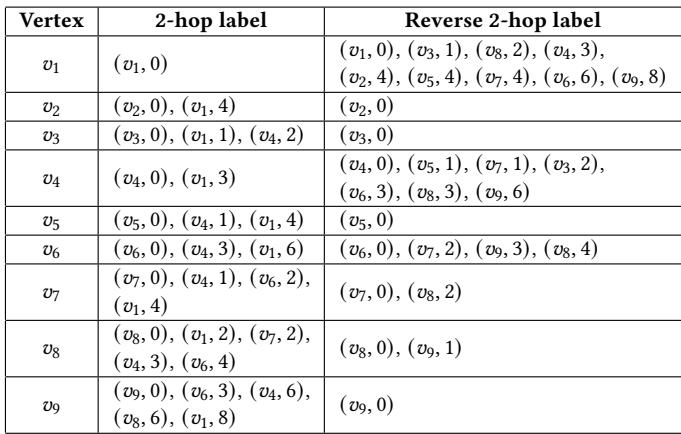 Vertex 2-hop label Reverse 2-hop label
v1 (v1, 0) (v1, 0), (v3, 1), (v8, 2), (v4, 3),
(v2, 4), (v5, 4), (v7, 4), (v6, 6), (v9, 8)
v2 (v2, 0), (v1, 4) (v2, 0)
v3 (v3, 0), (v1, 1), (v4, 2) (v3, 0)
v4 (v4, 0), (v1, 3) (v4, 0), (v5, 1), (v7, 1), (v3, 2),
(v6, 3), (v8, 3), (v9, 6)
v5 (v5, 0), (v4, 1), (v1, 4) (v5, 0)
v6 (v6, 0), (v4, 3), (v1, 6) (v6, 0), (v7, 2), (v9, 3), (v8, 4)
v7 (v7, 0), (v4, 1), (v6, 2),
(v1, 4) (v7, 0), (v8, 2)
v8 (v8, 0), (v1, 2), (v7, 2),
(v4, 3), (v6, 4) (v8, 0), (v9, 1)
v9 (v9, 0), (v6, 3), (v4, 6),
(v8, 6), (v1, 8) (v9, 0)